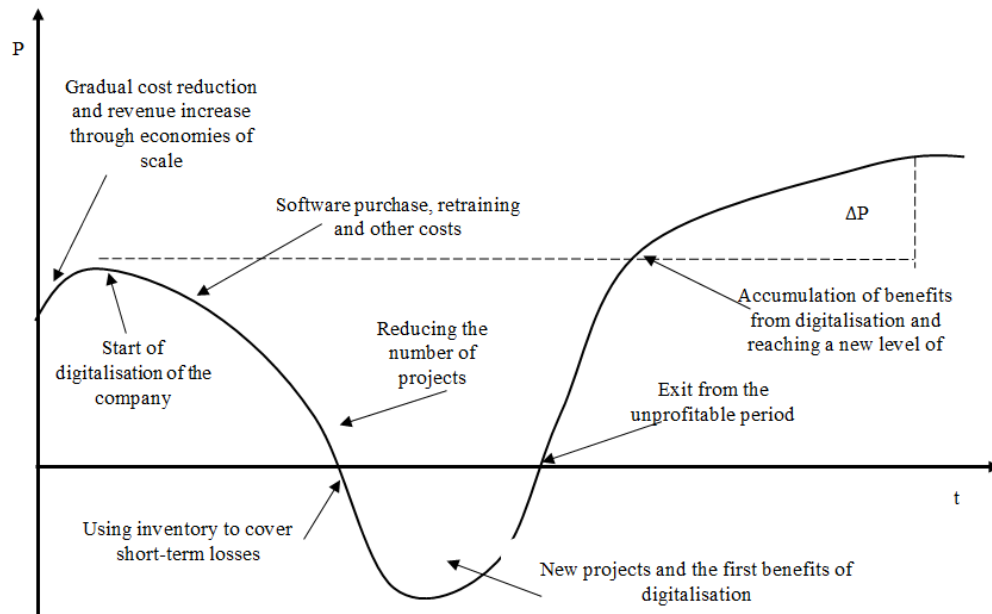 P
Gradual cost reduction
and revenue increase
through economies of
scale
Software purchase, retraining
and other costs
ΔP
Start of
digitalisation of the
company
Reducing the
number of
projects
Accumulation of benefits
from digitalisation and
reaching a new level of
Exit from the
unprofitable period
t
Using inventory to cover
short-term losses
New projects and the first benefits of
digitalisation